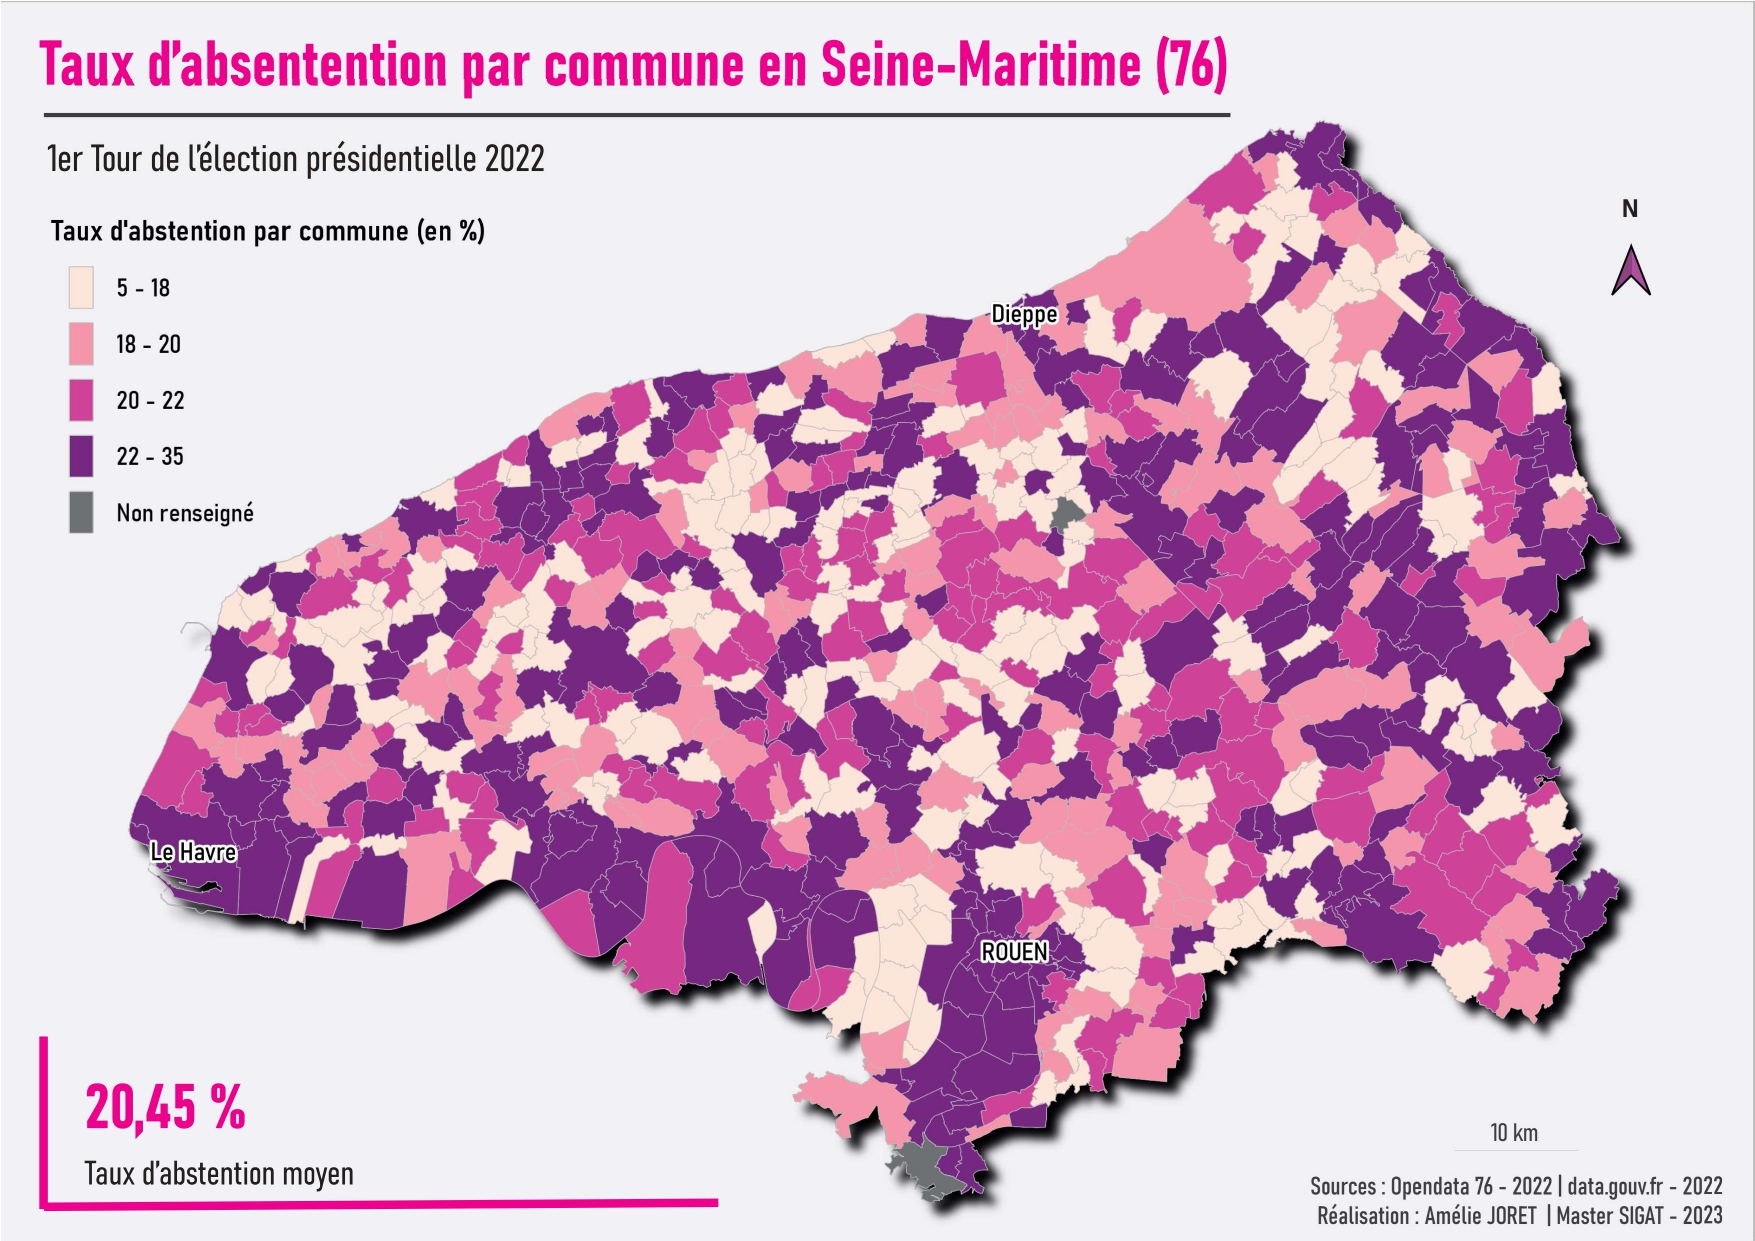 Taux d'absentention par commune en Seine-Maritime (76)
1er Tour de l'élection présidentielle 2022
Taux d'abstention par commune (en %)
5 - 18
18 - 20
20 - 22
22 - 35
Non renseigné
N
Dieppe
Le Havre
ROUEN
20,45 %
Taux d'abstention moyen
10 km
Sources : Opendata 76 - 2022 | data.gouv.fr - 2022
Réalisation : Amélie JORET | Master SIGAT - 2023